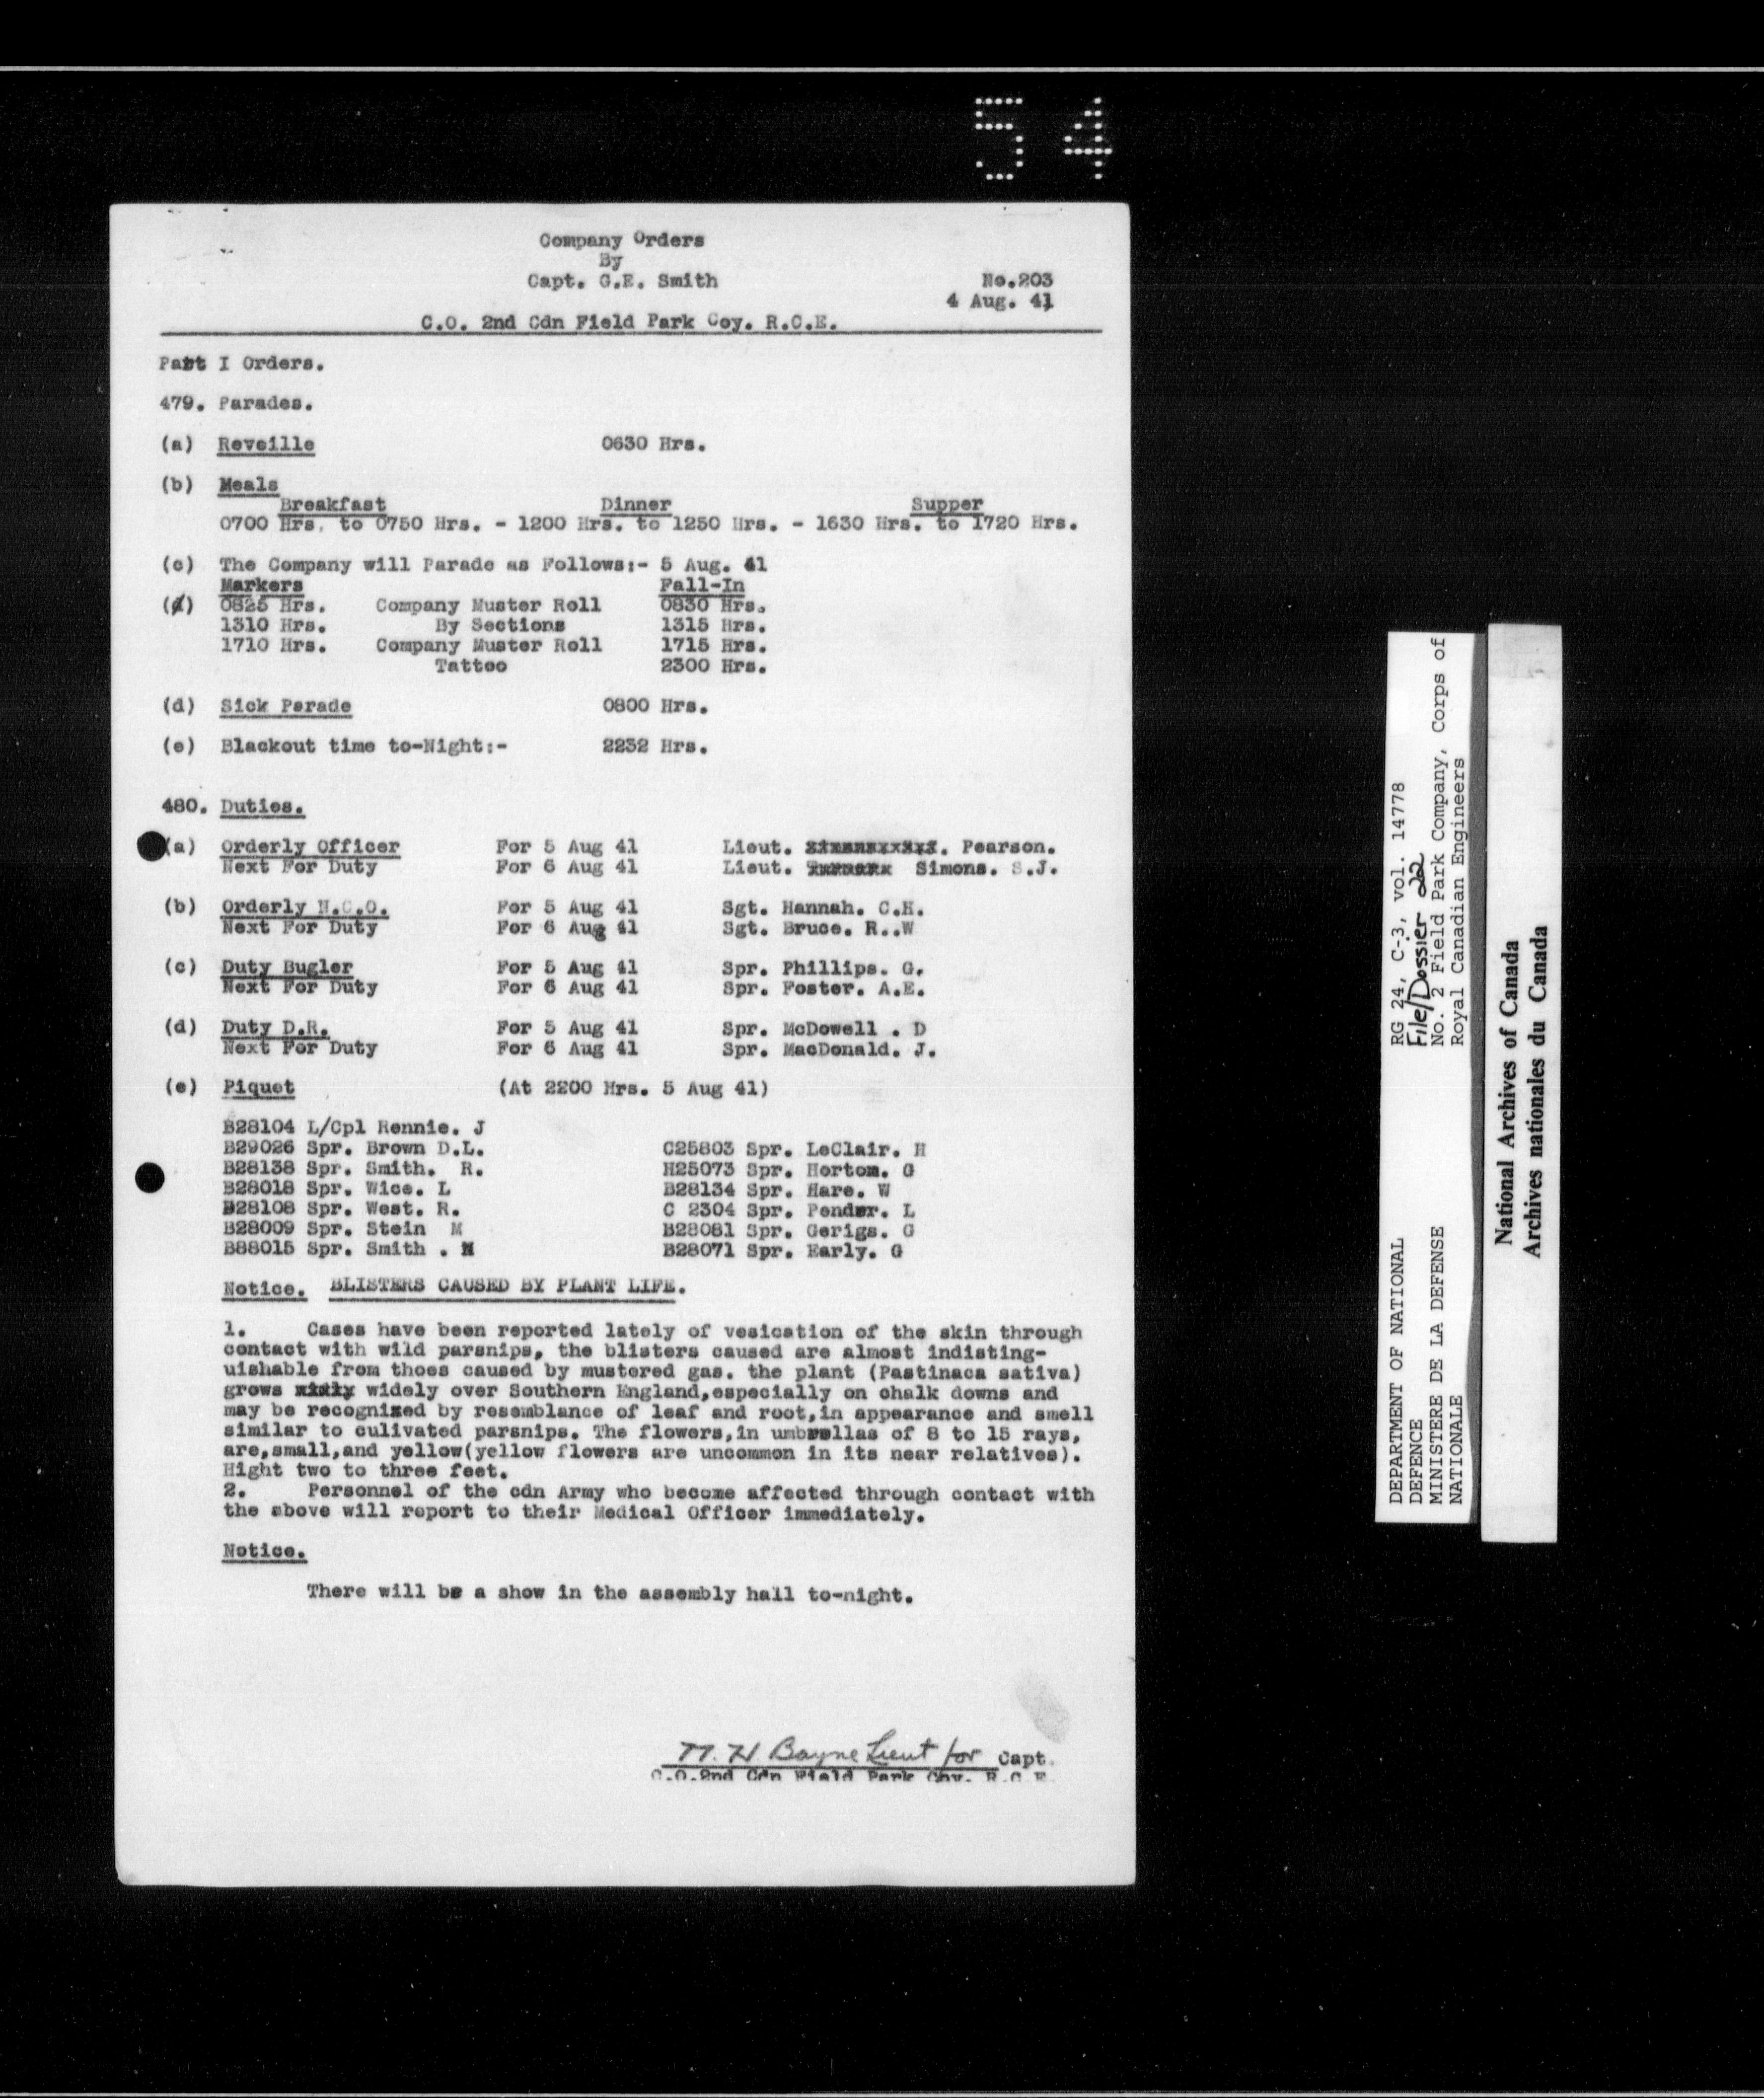 54
Company Orders
By
Capt. G.E. Smith No.203
4 Aug. 41
C.O. 2nd Cdn Field Park Coy. R.C.E.
Part I Orders.
479. Parades.
(a) Reveille 0630 Hrs.
(b) Meals
Breakfast Dinner Supper
0700 Hrs. to 0750 Hrs. - 1200 Hrs. to 1250 Hrs. - 1630 Hrs. to 1720 Hrs.
(c) The Company will Parade as Follows:- 5 Aug. 41
Markers Fall-In
(d) 0825 Hrs. Company Muster Roll 0830 Hrs.
1310 Hrs. By Sections 1315 Hrs.
1710 Hrs. Company Muster Roll 1715 Hrs.
Tattoo 2300 Hrs.
(d) Sick Parade 0800 Hrs.
(e) Blackout time to-Night:- 2232 Hrs.
480. Duties.
(a) Orderly Officer For 5 Aug 41 Lieut. Pearson.
Next For Duty For 6 Aug 41 Lieut. Simons. S.J.
(b) Orderly N.C.O. For 5 Aug 41 Sgt. Hannah. C.H.
Next For Duty For 6 Aug 41 Sgt. Bruce. R..W
(c) Duty Bugler For 5 Aug 41 Spr. Phillips. G.
Next For Duty For 6 Aug 41 Spr. Foster. A.E.
(d) Duty D.R. For 5 Aug 41 Spr. McDowell . D
Next For Duty For 6 Aug 41 Spr. MacDonald. J.
(e) Piquet (At 2200 Hrs. 5 Aug 41)
B28104 L/Cpl Rennie. J
B29026 Spr. Brown D.L. C25803 Spr. LeClair. H
B28138 Spr. Smith. R. H25073 Spr. Horton. G
B28018 Spr. Wice. L B28134 Spr. Hare. W
B28108 Spr. West. R. C 2304 Spr. Pender. L
B28009 Spr. Stein M B28081 Spr. Gerigs. G
B88015 Spr. Smith . B28071 Spr. Early. G
Notice. BLISTERS CAUSED BY PLANT LIFE.
1. Cases have been reported lately of vesication of the skin through
contact with wild parsnips, the blisters caused are almost indisting-
uishable from thoes caused by mustered gas. the plant (Pastinaca sativa)
grows widely over Southern England,especially on chalk downs and
may be recognized by resemblance of leaf and root,in appearance and smell
similar to culivated parsnips. The flowers,in umbrellas of 8 to 15 rays,
are,small,and yellow(yellow flowers are uncommon in its near relatives).
Hight two to three feet.
2. Personnel of the cdn Army who become affected through contact with
the above will report to their Medical Officer immediately.
Notice.
There will be a show in the assembly hall to-night.
M. H. Bayne Lieut for Capt.
C.O.2nd Cdn Field Park Coy. R.C.E.
DEPARTMENT OF NATIONAL RG 24, C-3, vol. 14778
DEFENCE File/Dossier 22
MINISTERE DE LA DEFENSE No. 2 Field Park Company, Corps of
NATIONALE Royal Canadian Engineers
National Archives of Canada
Archives nationales du Canada